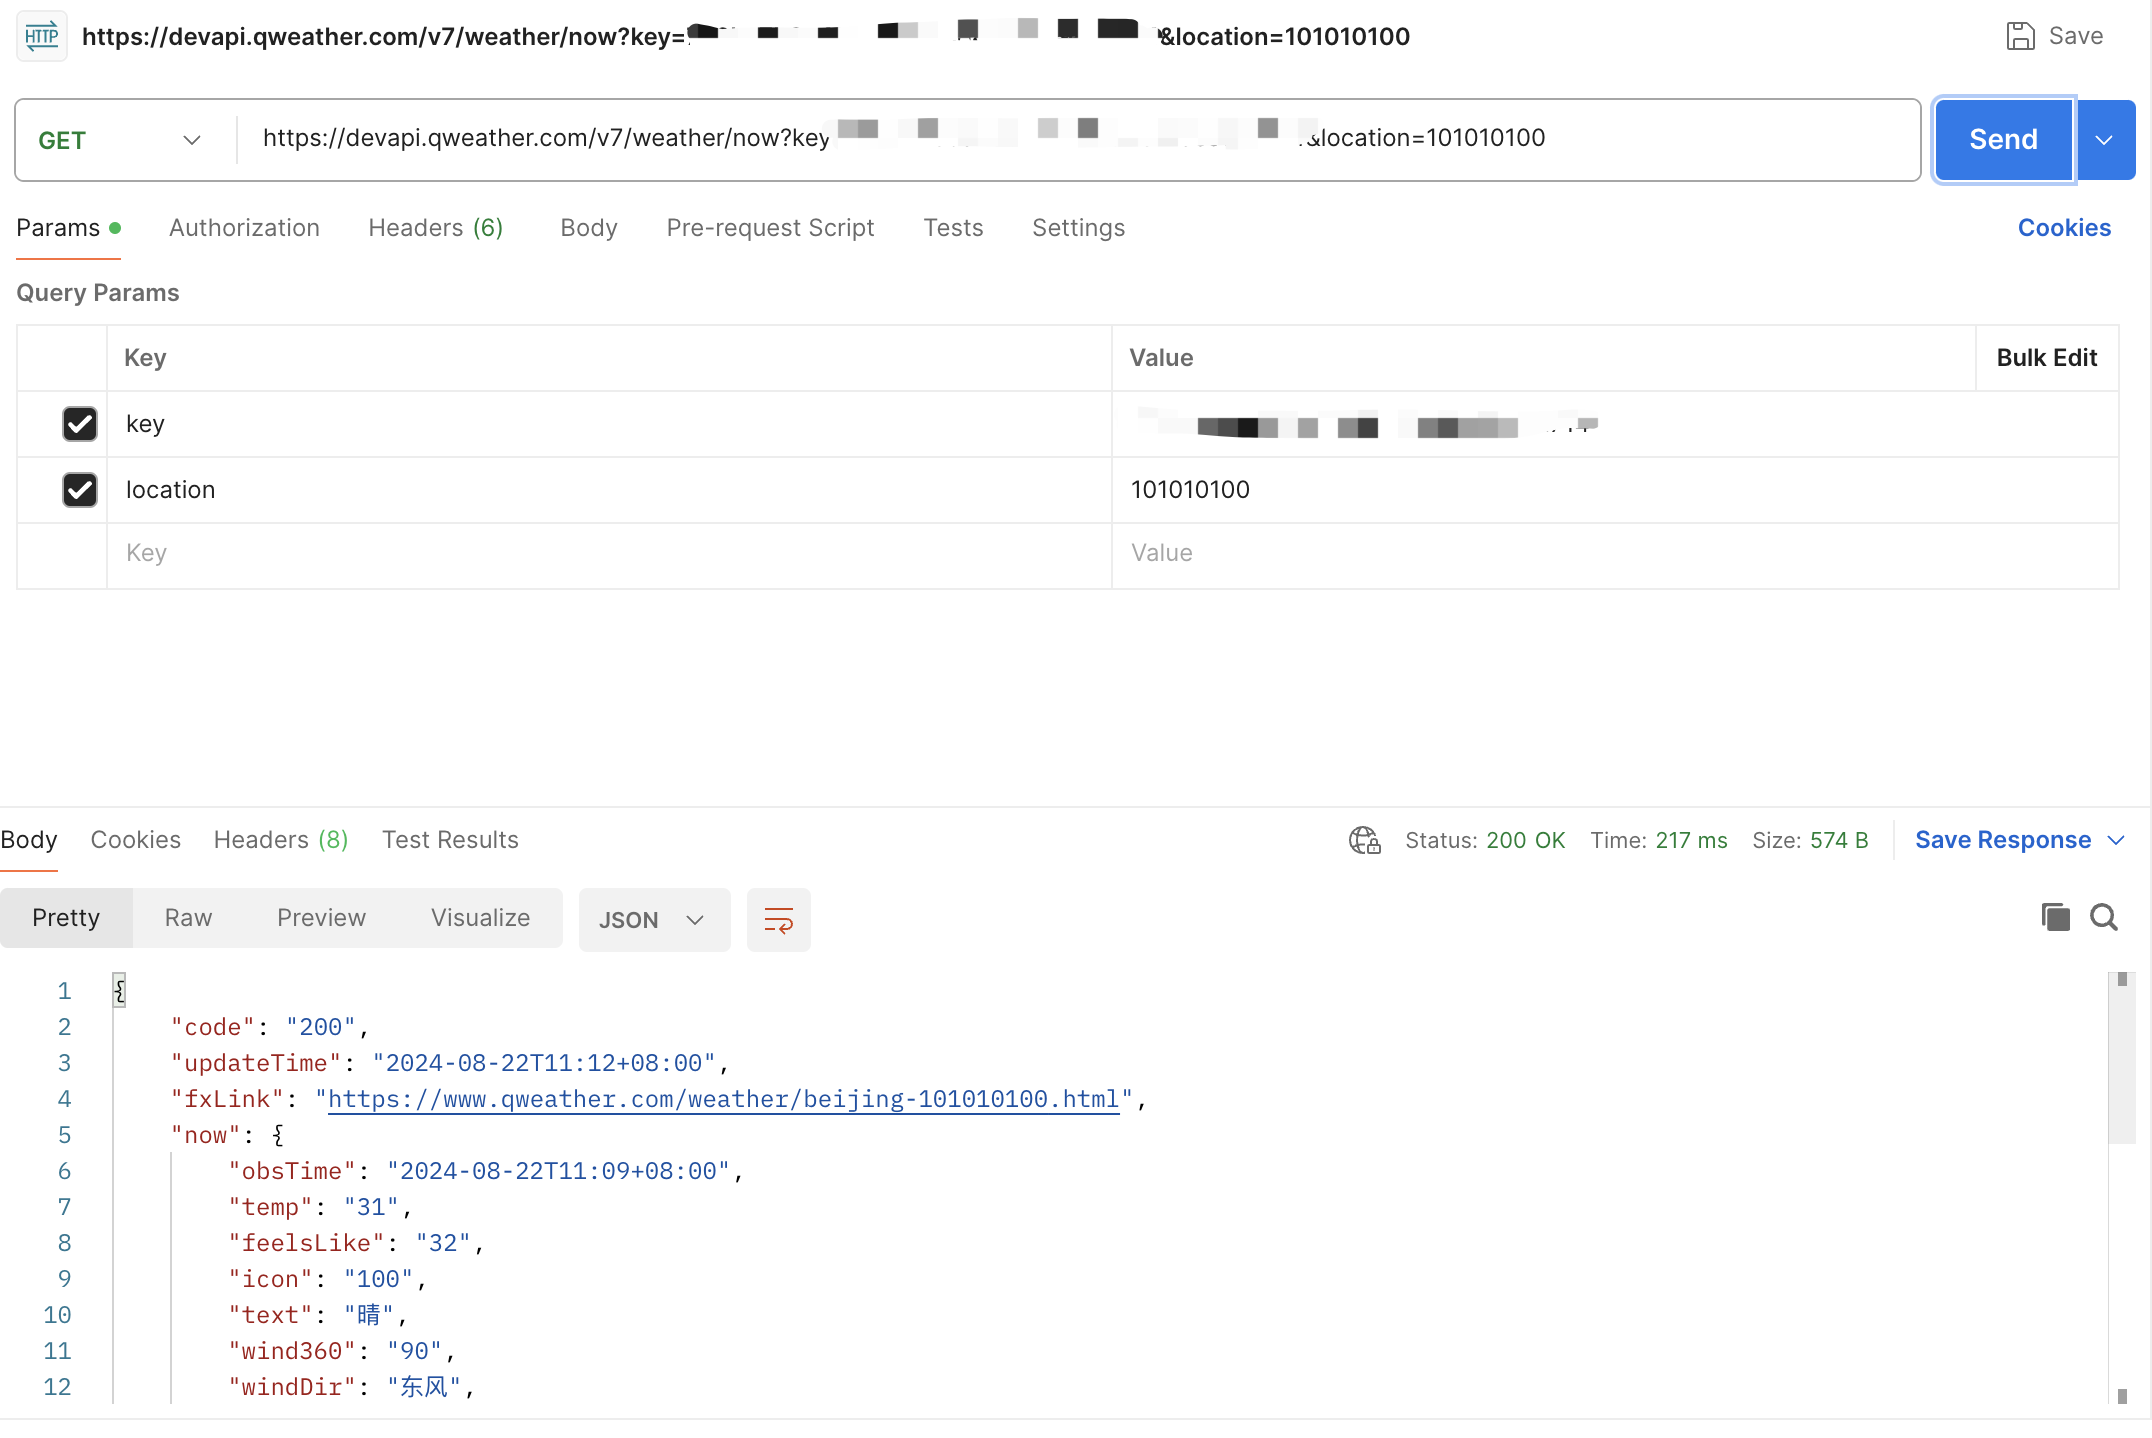 HTTP https://devapi.qweather.com/v7/weather/now?key= &location=101010100 Save
GET https://devapi.qweather.com/v7/weather/now?key &location=101010100 Send
Params Authorization Headers (6) Body Pre-request Script Tests Settings Cookies
Query Params
Key Value Bulk Edit
key
location 101010100
Key Value
Body Cookies Headers (8) Test Results Status: 200 OK Time: 217 ms Size: 574 B Save Response
Pretty Raw Preview Visualize JSON
1 {
2 "code": "200",
3 "updateTime": "2024-08-22T11:12+08:00",
4 "fxLink": "https://www.qweather.com/weather/beijing-101010100.html",
5 "now": {
6 "obsTime": "2024-08-22T11:09+08:00",
7 "temp": "31",
8 "feelsLike": "32",
9 "icon": "100",
10 "text": "晴",
11 "wind360": "90",
12 "windDir": "东风",